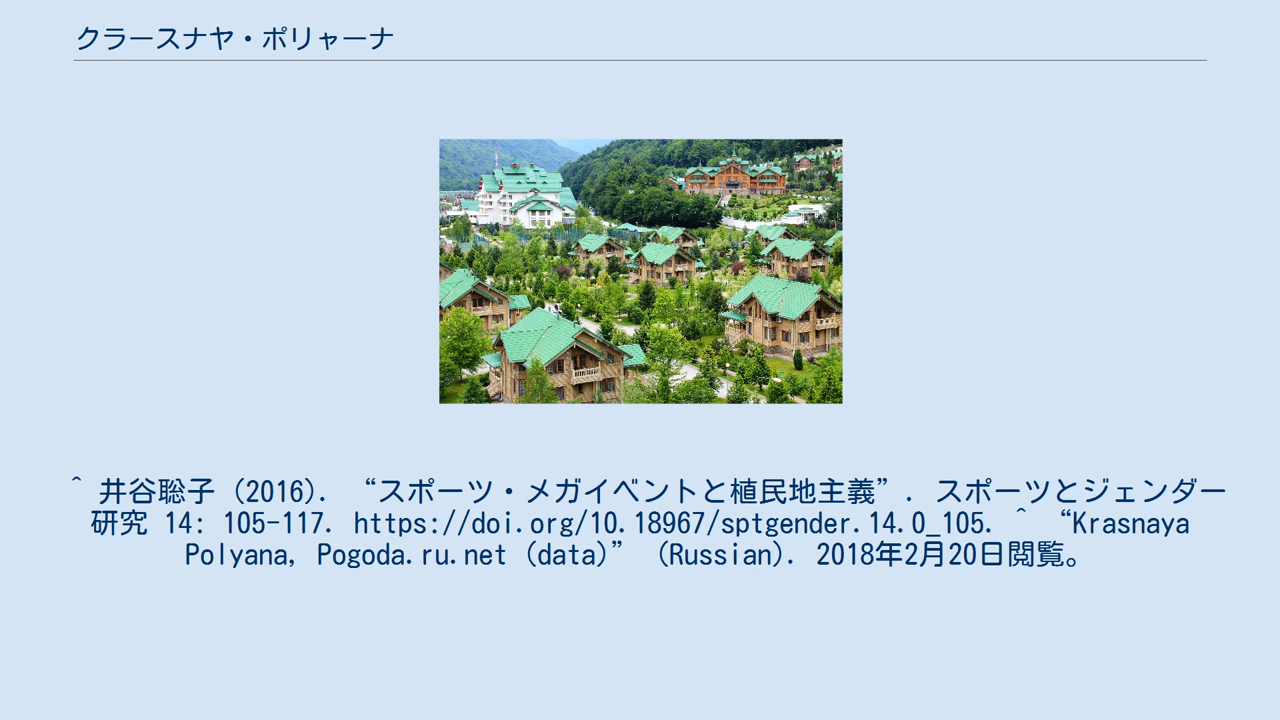 クラースナヤ・ポリャーナ
^ 井谷聡子 (2016). “スポーツ・メガイベントと植民地主義”. スポーツとジェンダー
研究 14: 105-117. https://doi.org/10.18967/sptgender.14.0_105. ^ “Krasnaya
Polyana, Pogoda.ru.net (data)” (Russian). 2018年2月20日閲覧。